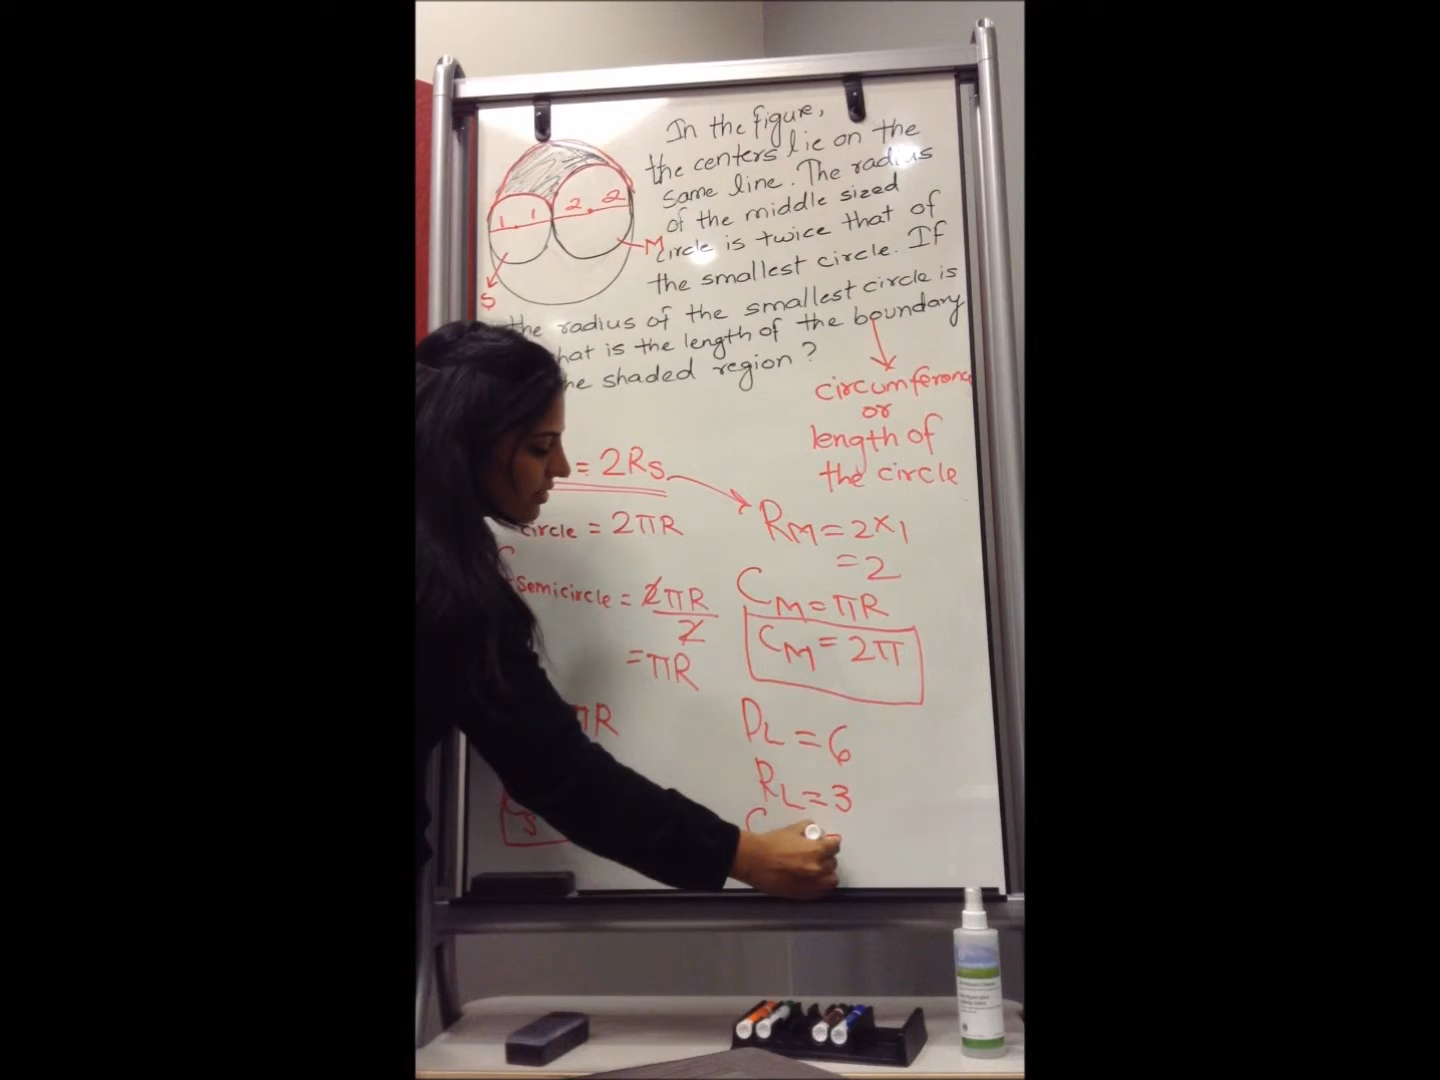 In the figure,
the centers lie on the
same line. The radius
of the middle sized
circle is twice that of
the smallest circle. If
the radius of the smallest circle is
hat is the length of the boundary
he shaded region?
1 . 1 2 . 2
M
S
circumference
or
length of
the circle
= 2Rs
circle = 2πR
C semicircle = 2πR
2
= πR
πR
S
RM = 2×1
= 2
CM = πR
CM = 2π
DL = 6
RL = 3
C